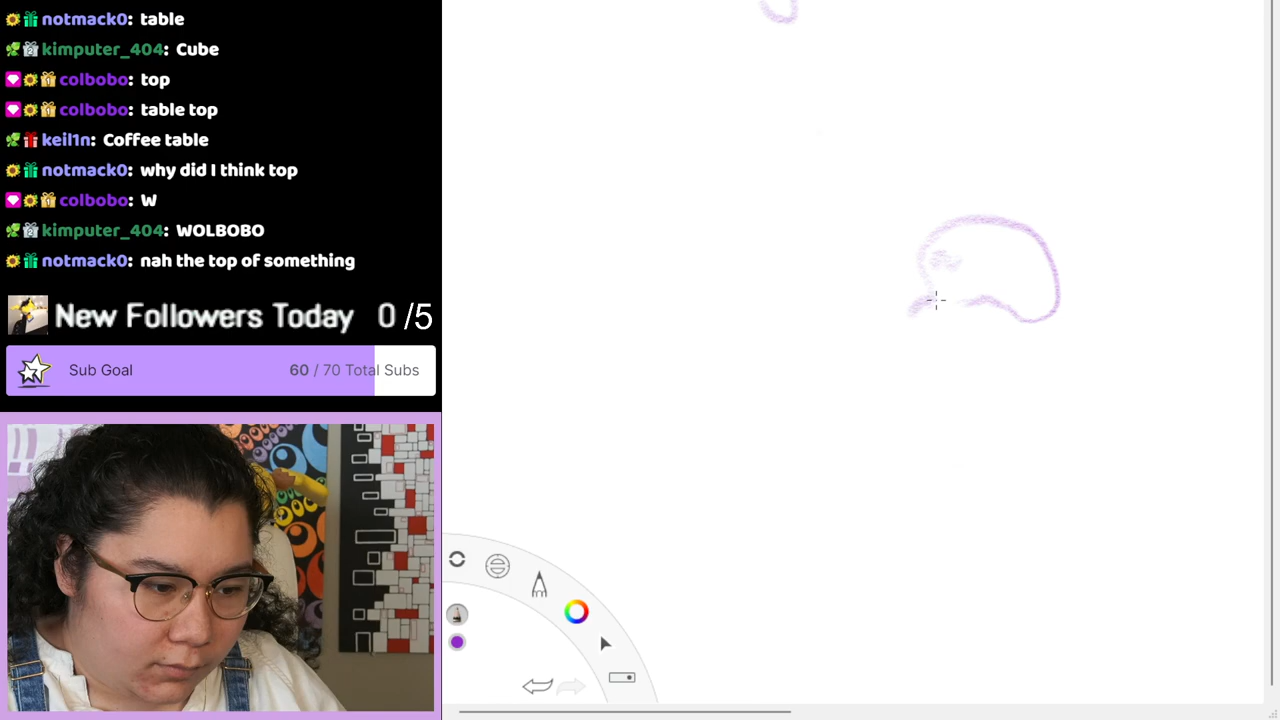 notmack0: table
kimputer_404: Cube
colbobo: top
colbobo: table top
keil1n: Coffee table
notmack0: why did I think top
colbobo: W
kimputer_404: WOLBOBO
notmack0: nah the top of something
New Followers Today 0 /5
Sub Goal 60 / 70 Total Subs